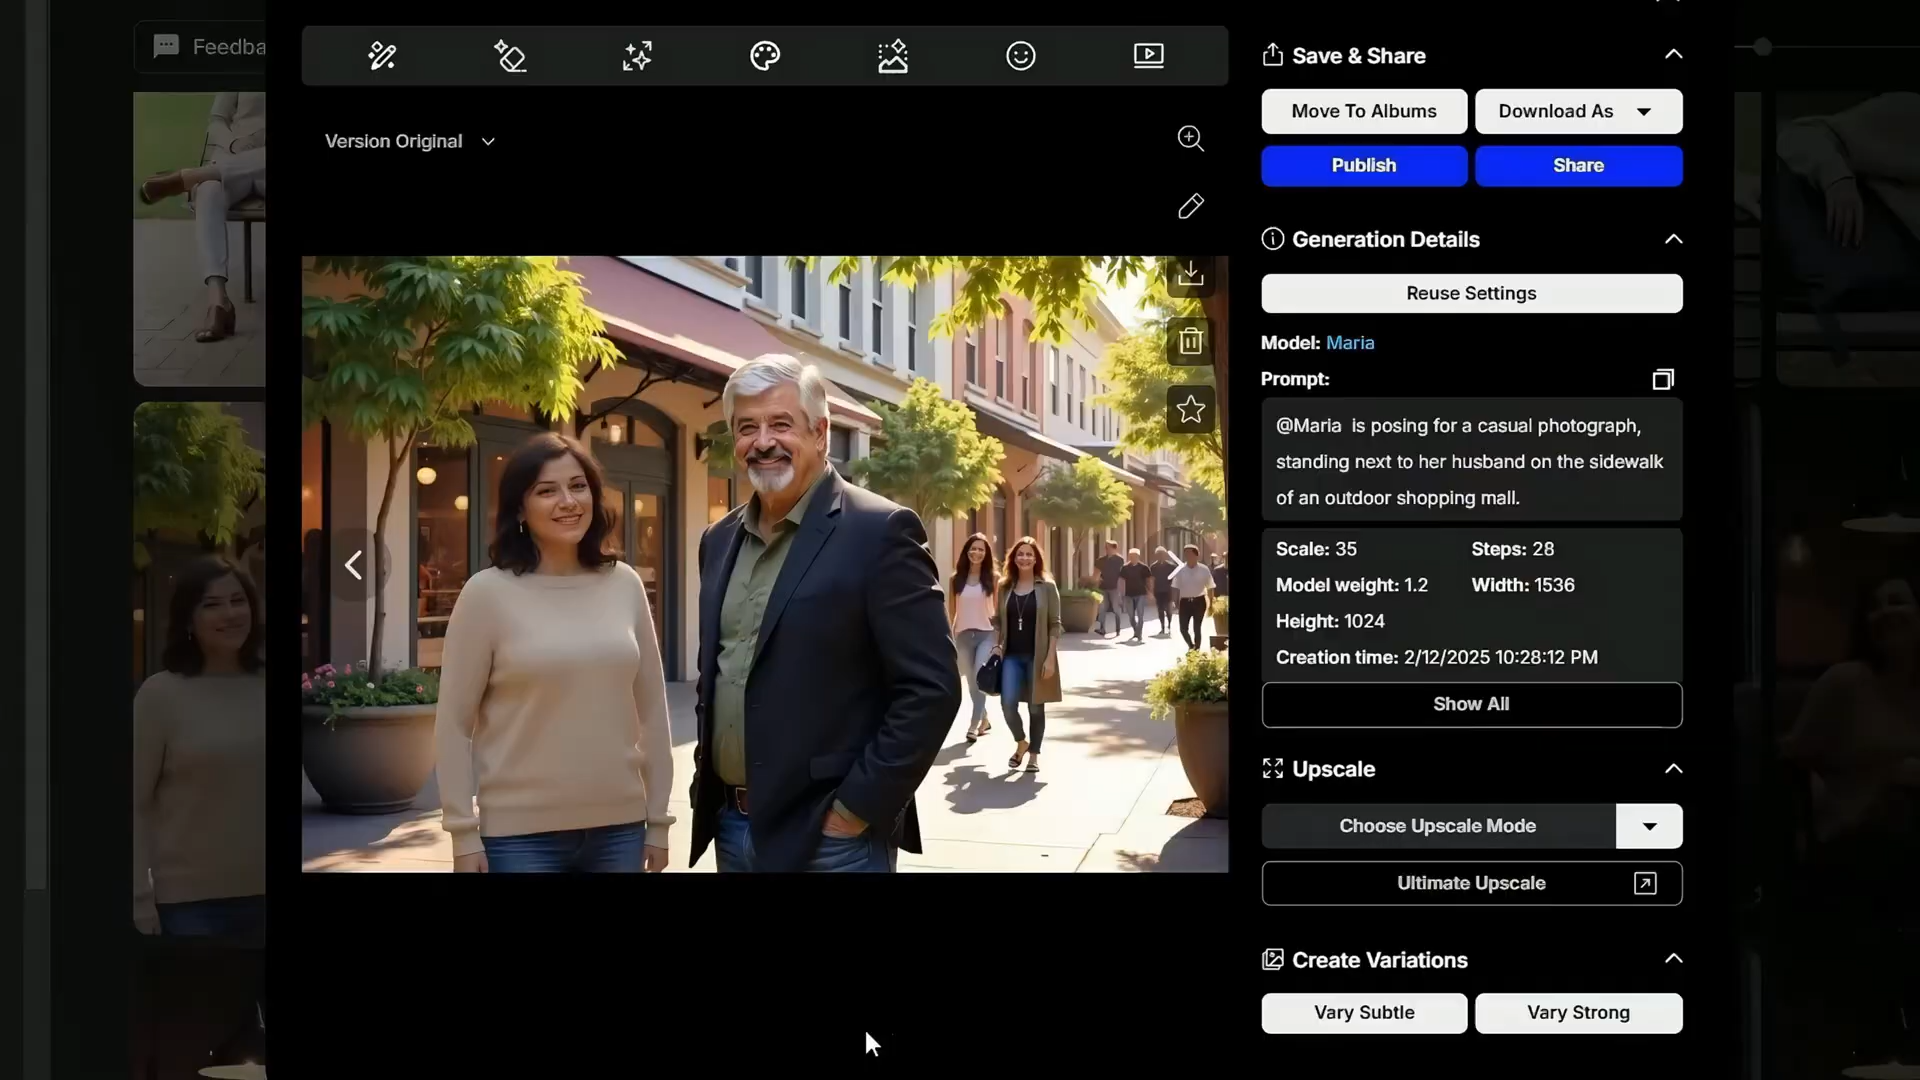 Feedba
Version Original
Save & Share
Move To Albums
Download As
Publish
Share
Generation Details
Reuse Settings
Model: Maria
Prompt:
@Maria is posing for a casual photograph,
standing next to her husband on the sidewalk
of an outdoor shopping mall.
Scale: 35
Steps: 28
Model weight: 1.2
Width: 1536
Height: 1024
Creation time: 2/12/2025 10:28:12 PM
Show All
Upscale
Choose Upscale Mode
Ultimate Upscale
Create Variations
Vary Subtle
Vary Strong